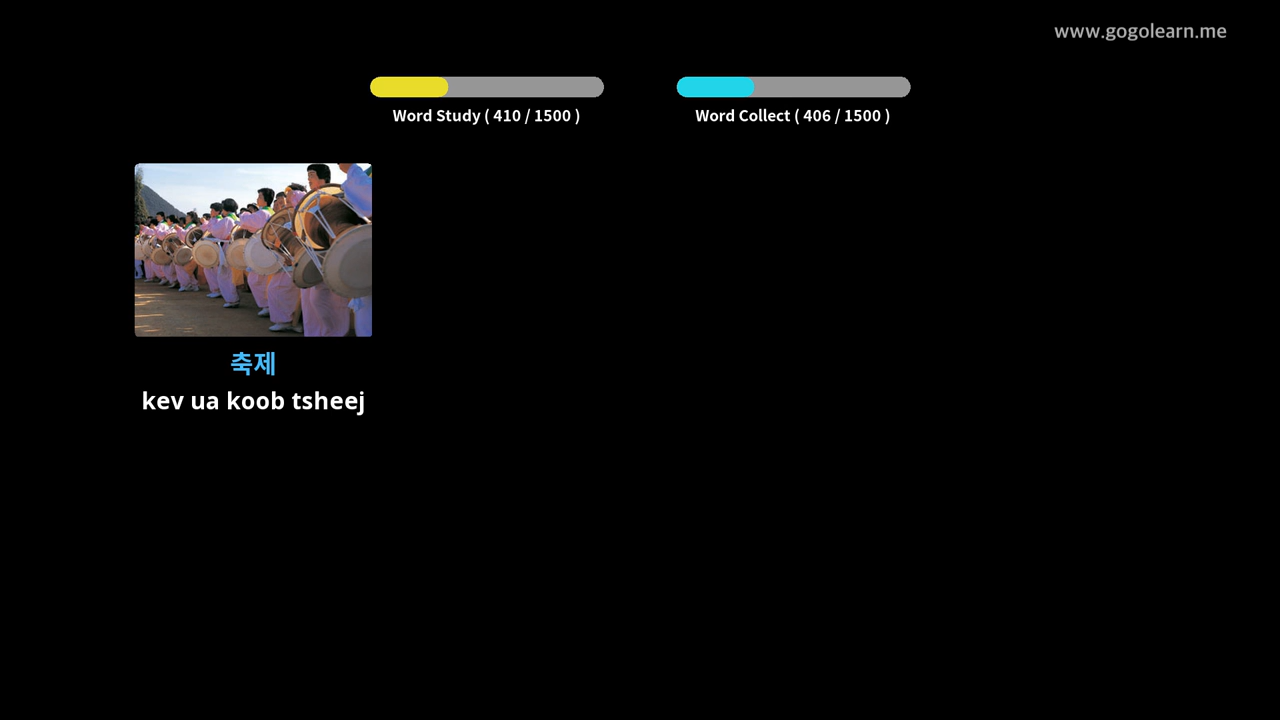 www.gogolearn.me
Word Study ( 410 / 1500 )
Word Collect ( 406 / 1500 )
축제
kev ua koob tsheej